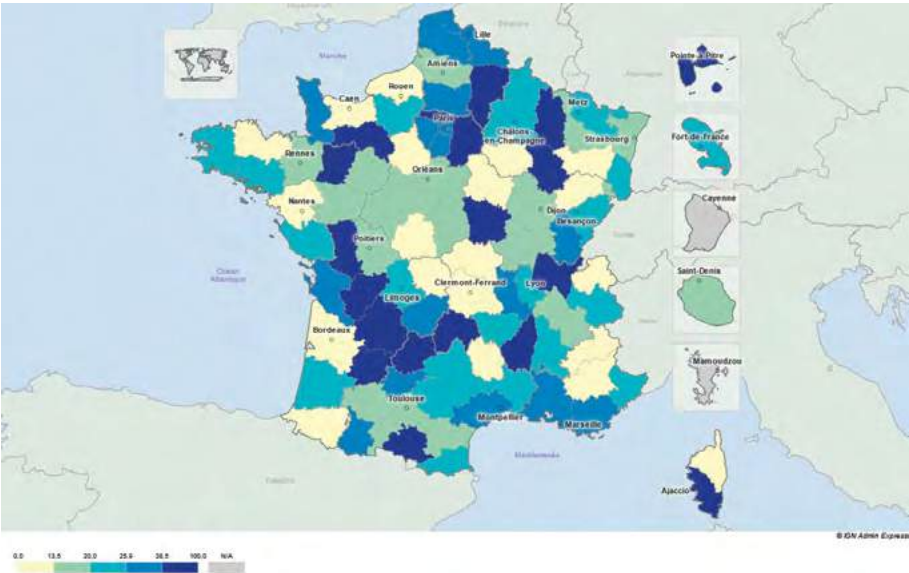 Manche
Lille
Amiens
Rouen
Caen
Paris
Metz
Châlons
en-Champagne
Strasbourg
Rennes
Orléans
Nantes
Dijon
Besançon
Poitiers
Océan
Atlantique
Limoges
Clermont-Ferrand
Lyon
Bordeaux
Toulouse
Montpellier
Marseille
Ajaccio
Pointe-à-Pitre
Fort-de-France
Cayenne
Saint-Denis
Mamoudzou
© IGN Admin Express
0.0 13.5 20.0 25.9 36.5 100.0 N/A